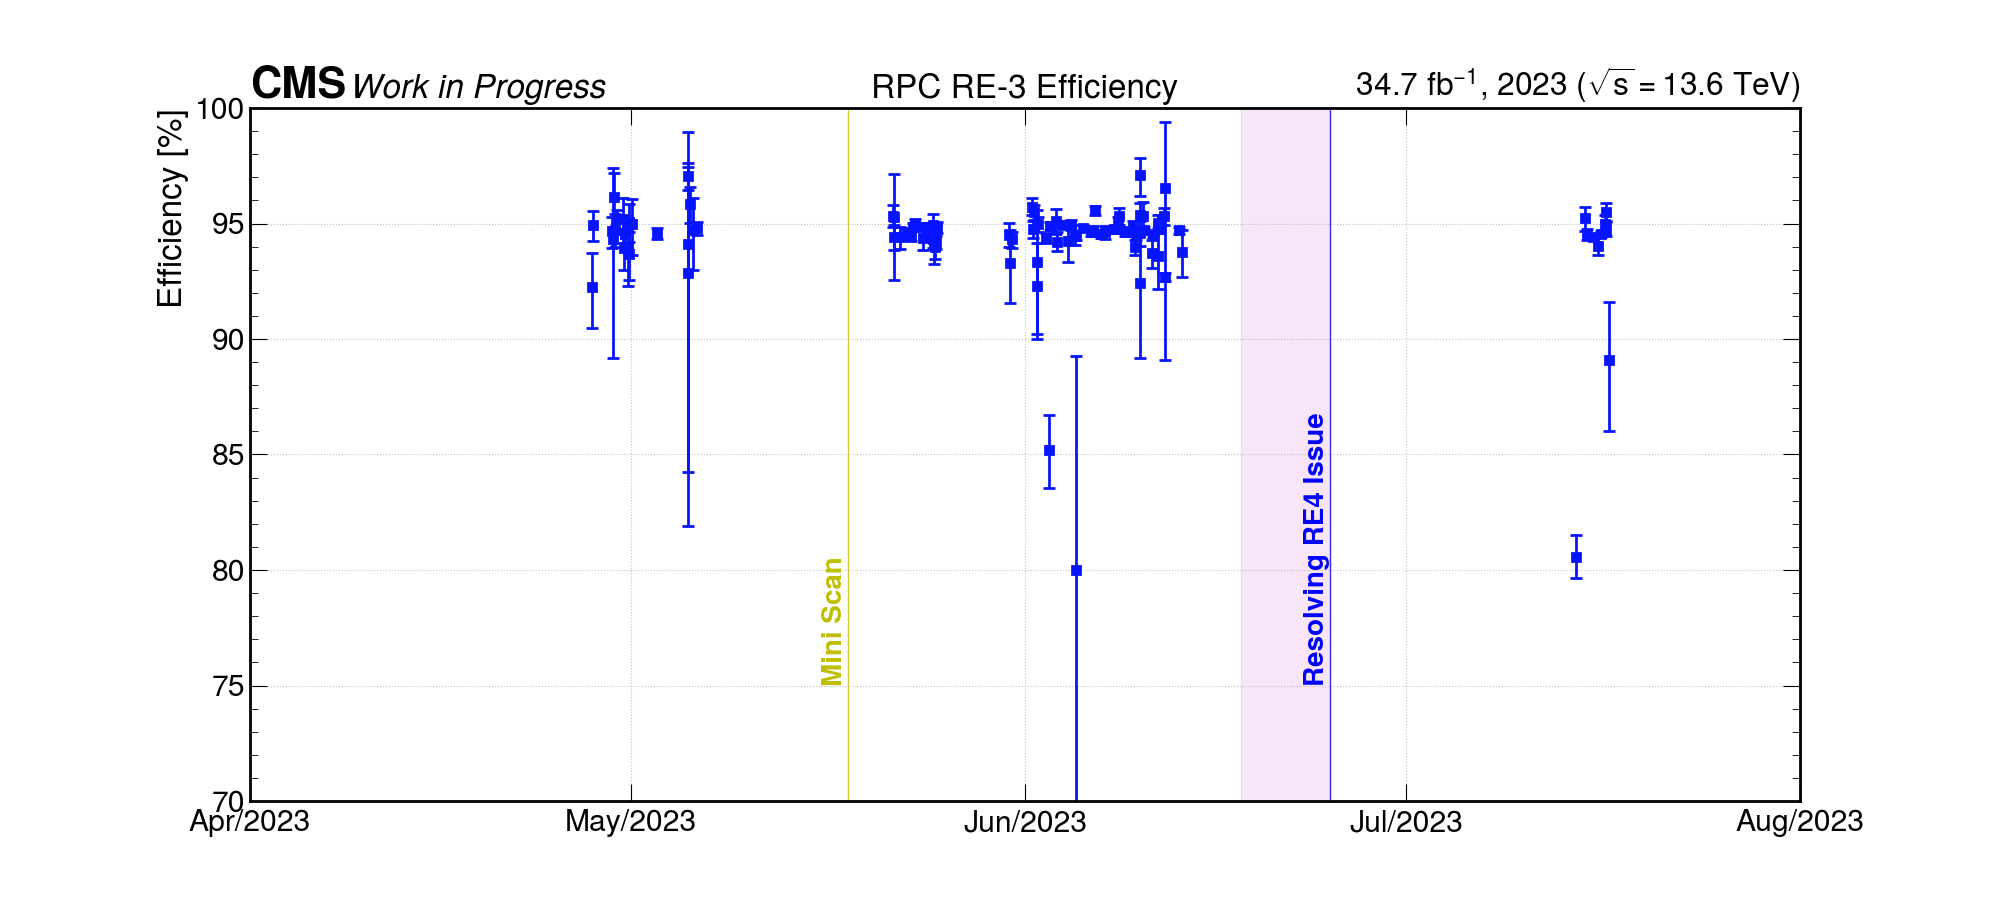 CMS Work in Progress RPC RE-3 Efficiency 34.7 fb⁻¹, 2023 (√s = 13.6 TeV)
Efficiency [%]
100
95
90
85
80
75
70
Mini Scan
Resolving RE4 Issue
Apr/2023 May/2023 Jun/2023 Jul/2023 Aug/2023